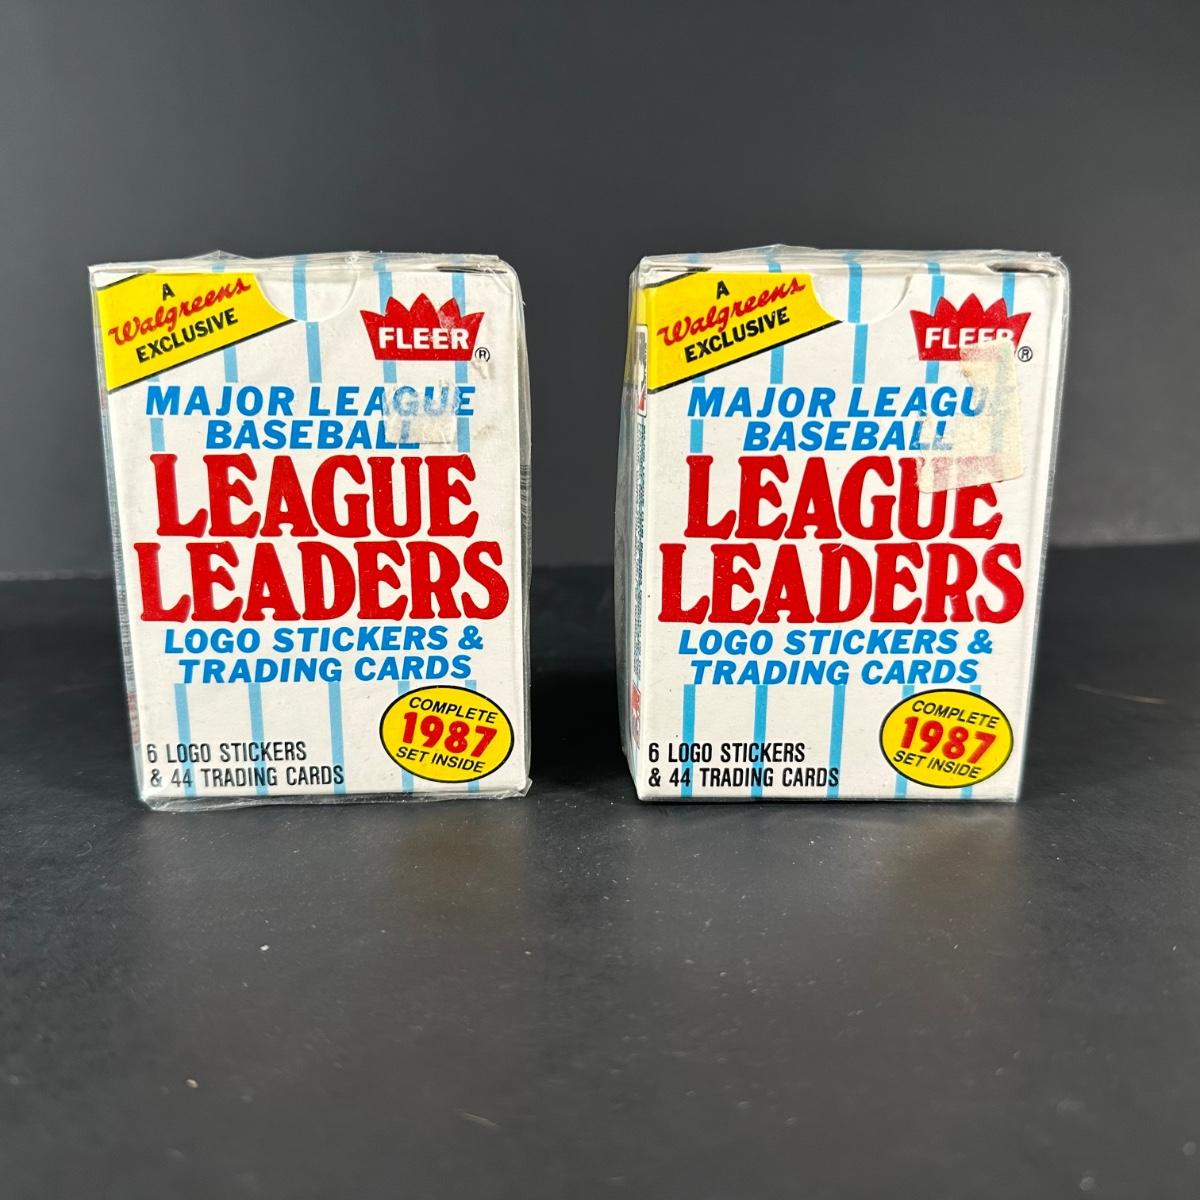 A
Walgreens
EXCLUSIVE
FLEER®
MAJOR LEAGUE
BASEBALL
LEAGUE
LEADERS
LOGO STICKERS &
TRADING CARDS
6 LOGO STICKERS
& 44 TRADING CARDS
COMPLETE
1987
SET INSIDE
A
Walgreens
EXCLUSIVE
FLEER®
MAJOR LEAGU
BASEBALL
LEAGUE
LEADERS
LOGO STICKERS &
TRADING CARDS
6 LOGO STICKERS
& 44 TRADING CARDS
COMPLETE
1987
SET INSIDE